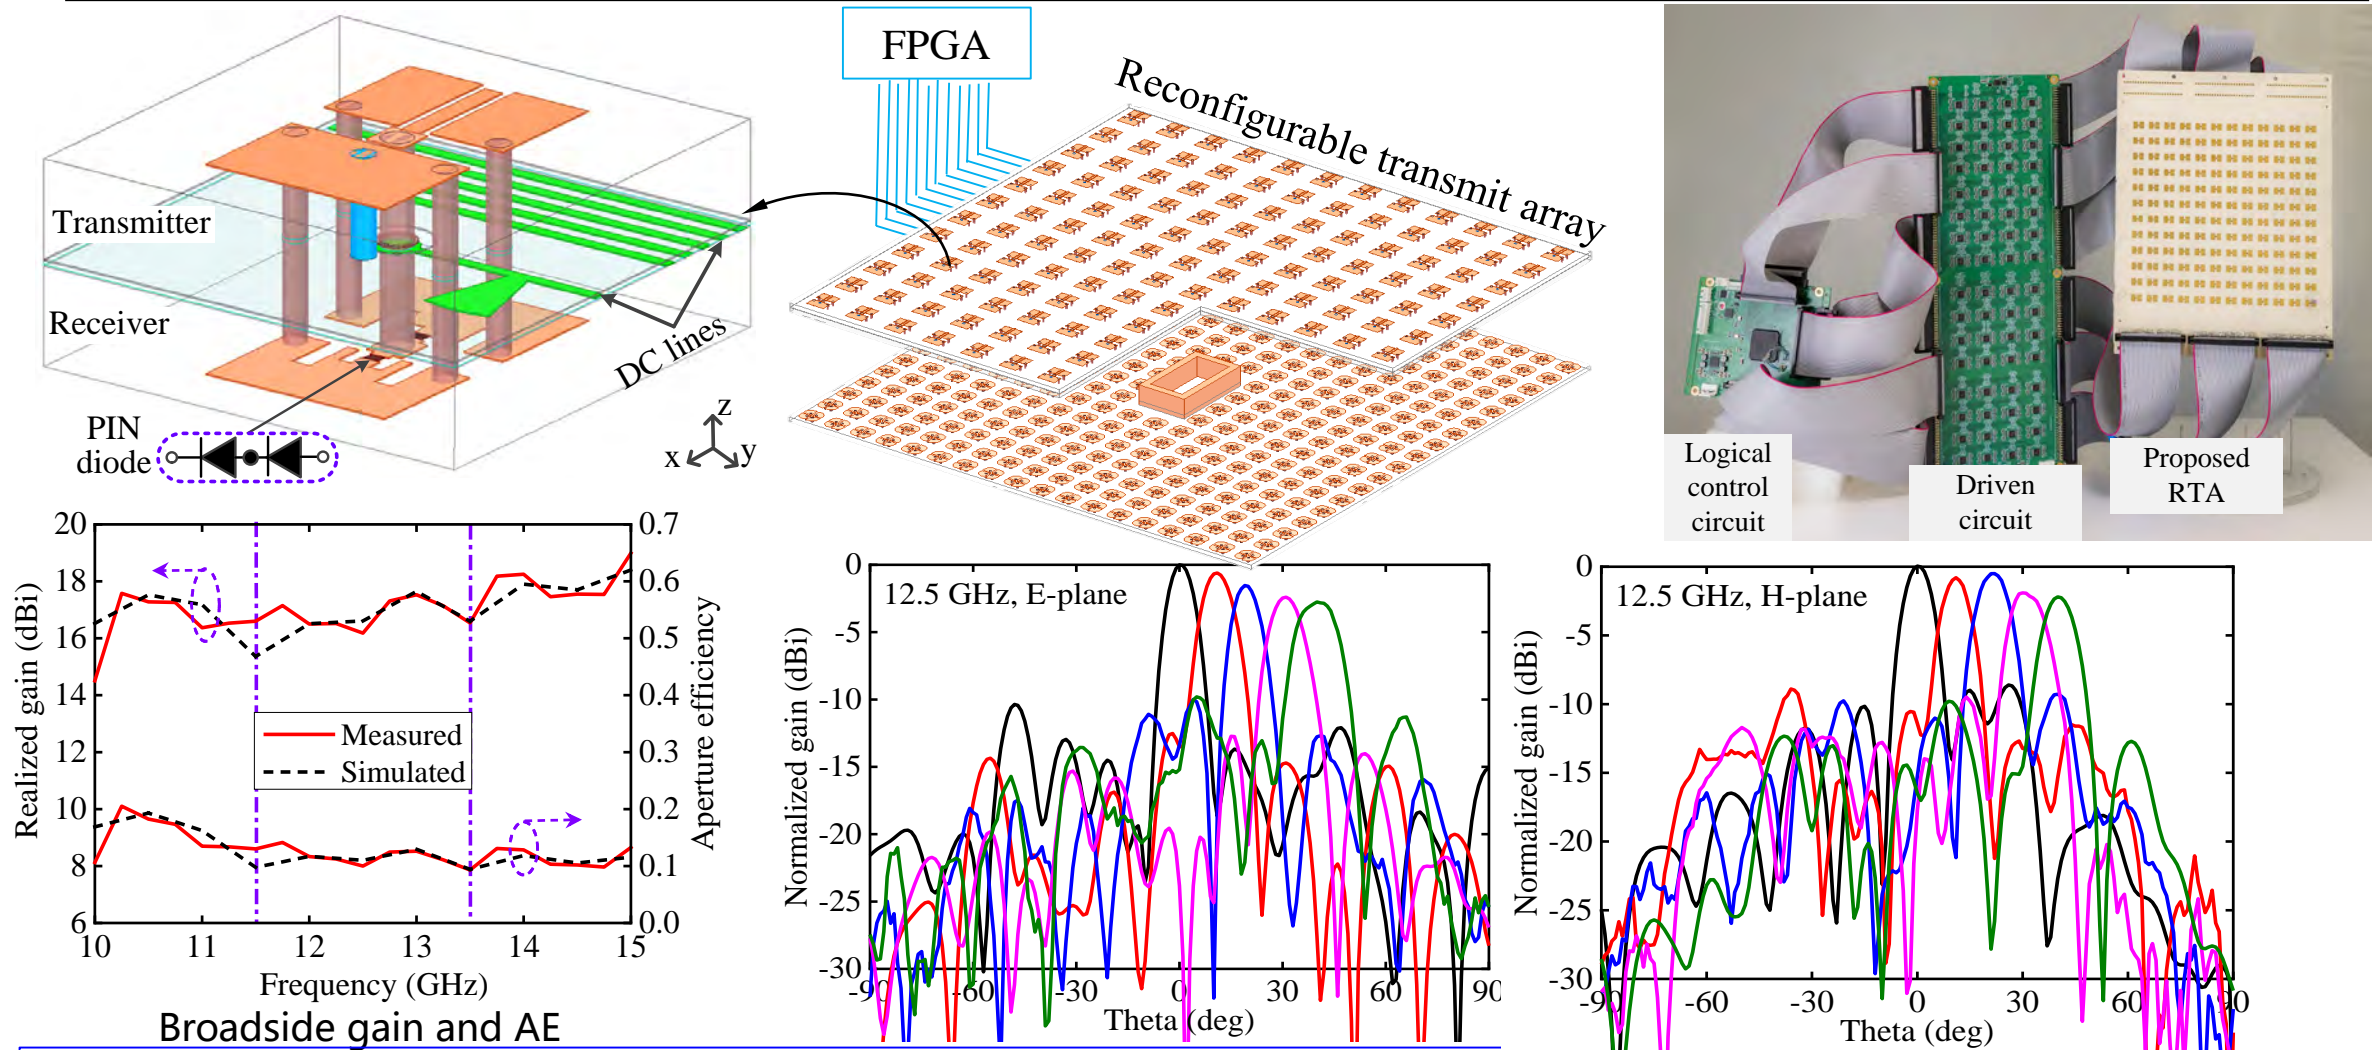 FPGA
Reconfigurable transmit array
Transmitter
Receiver
DC lines
PIN
diode
z
x
y
Logical
control
circuit
Driven
circuit
Proposed
RTA
20
18
16
14
12
10
8
6
Realized gain (dBi)
0.7
0.6
0.5
0.4
0.3
0.2
0.1
0.0
Aperture efficiency
Measured
Simulated
10 11 12 13 14 15
Frequency (GHz)
Broadside gain and AE
12.5 GHz, E-plane
0
-5
-10
-15
-20
-25
-30
Normalized gain (dBi)
-90 -60 -30 0 30 60 90
Theta (deg)
12.5 GHz, H-plane
0
-5
-10
-15
-20
-25
-30
Normalized gain (dBi)
-90 -60 -30 0 30 60 90
Theta (deg)